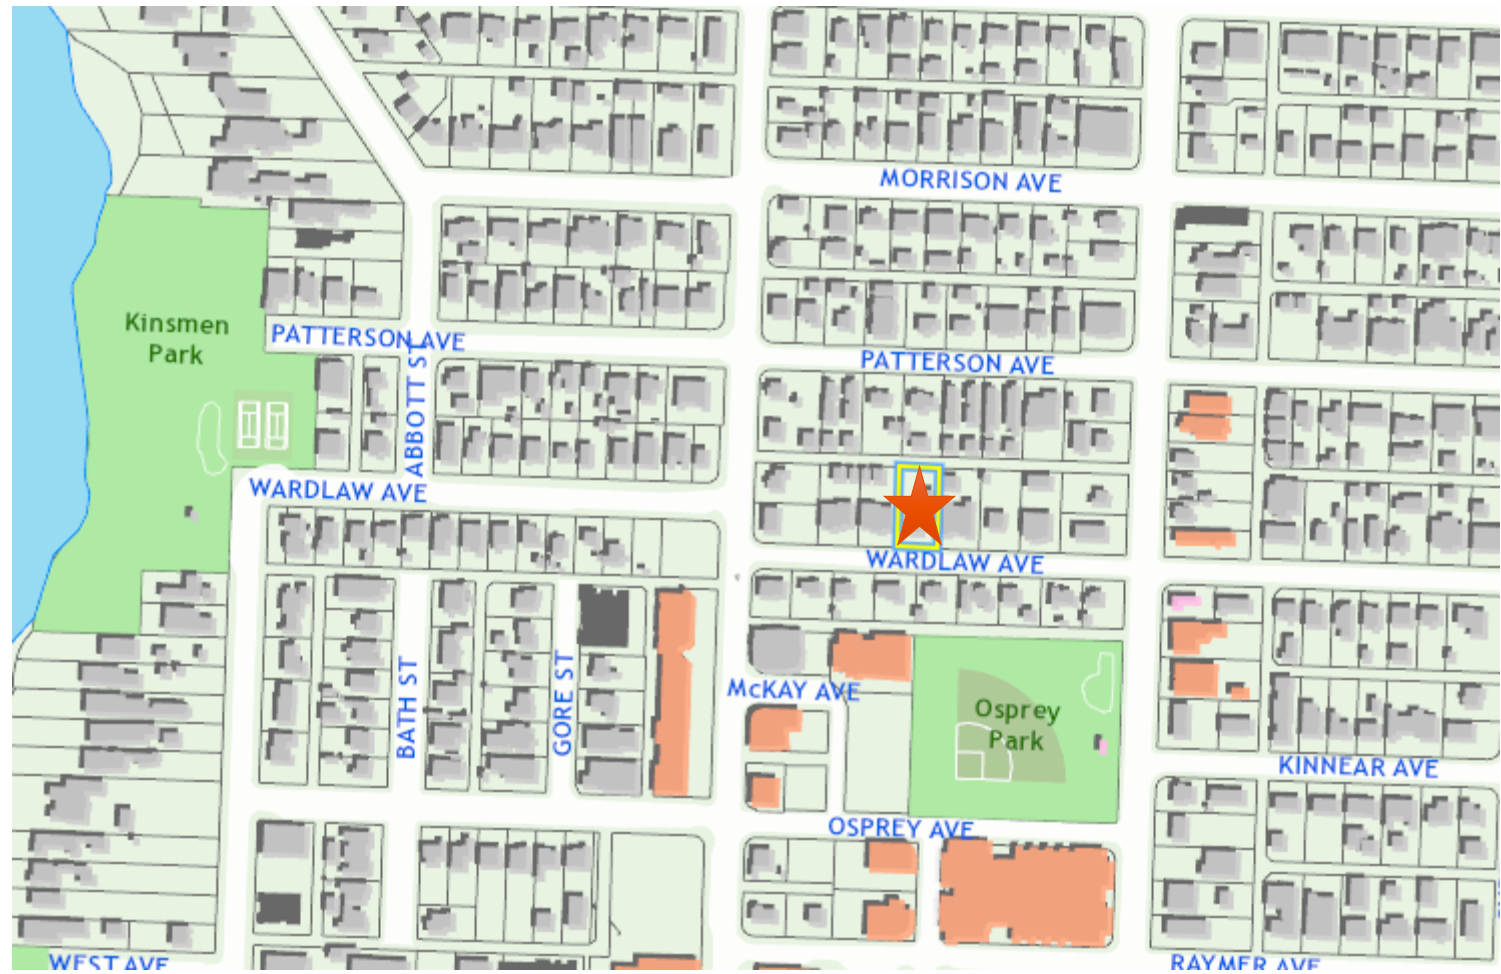 MORRISON AVE
Kinsmen
Park
PATTERSON AVE
PATTERSON AVE
ABBOTT ST
WARDLAW AVE
WARDLAW AVE
McKAY AVE
BATH ST
GORE ST
Osprey
Park
KINNEAR AVE
OSPREY AVE
WEST AVE
RAYMER AVE